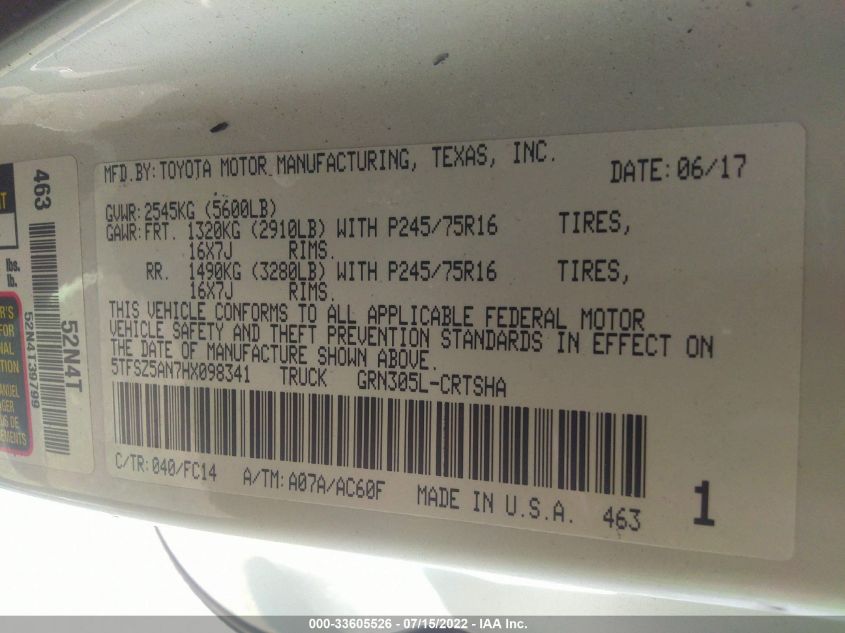 MFD.BY: TOYOTA MOTOR MANUFACTURING, TEXAS, INC. DATE: 06/17
GVWR: 2545KG (5600LB)
GAWR: FRT. 1320KG (2910LB) WITH P245/75R16 TIRES,
16X7J RIMS.
RR. 1490KG (3280LB) WITH P245/75R16 TIRES,
16X7J RIMS.
THIS VEHICLE CONFORMS TO ALL APPLICABLE FEDERAL MOTOR
VEHICLE SAFETY AND THEFT PREVENTION STANDARDS IN EFFECT ON
THE DATE OF MANUFACTURE SHOWN ABOVE.
5TFSZ5AN7HX098341 TRUCK GRN305L-CRTSHA
C/TR: 040/FC14 A/TM: A07A/AC60F MADE IN U.S.A. 463 1
463
52N4T139799
52N4T
lbs.
lb.
FOR
000-33605526 - 07/15/2022 - IAA Inc.